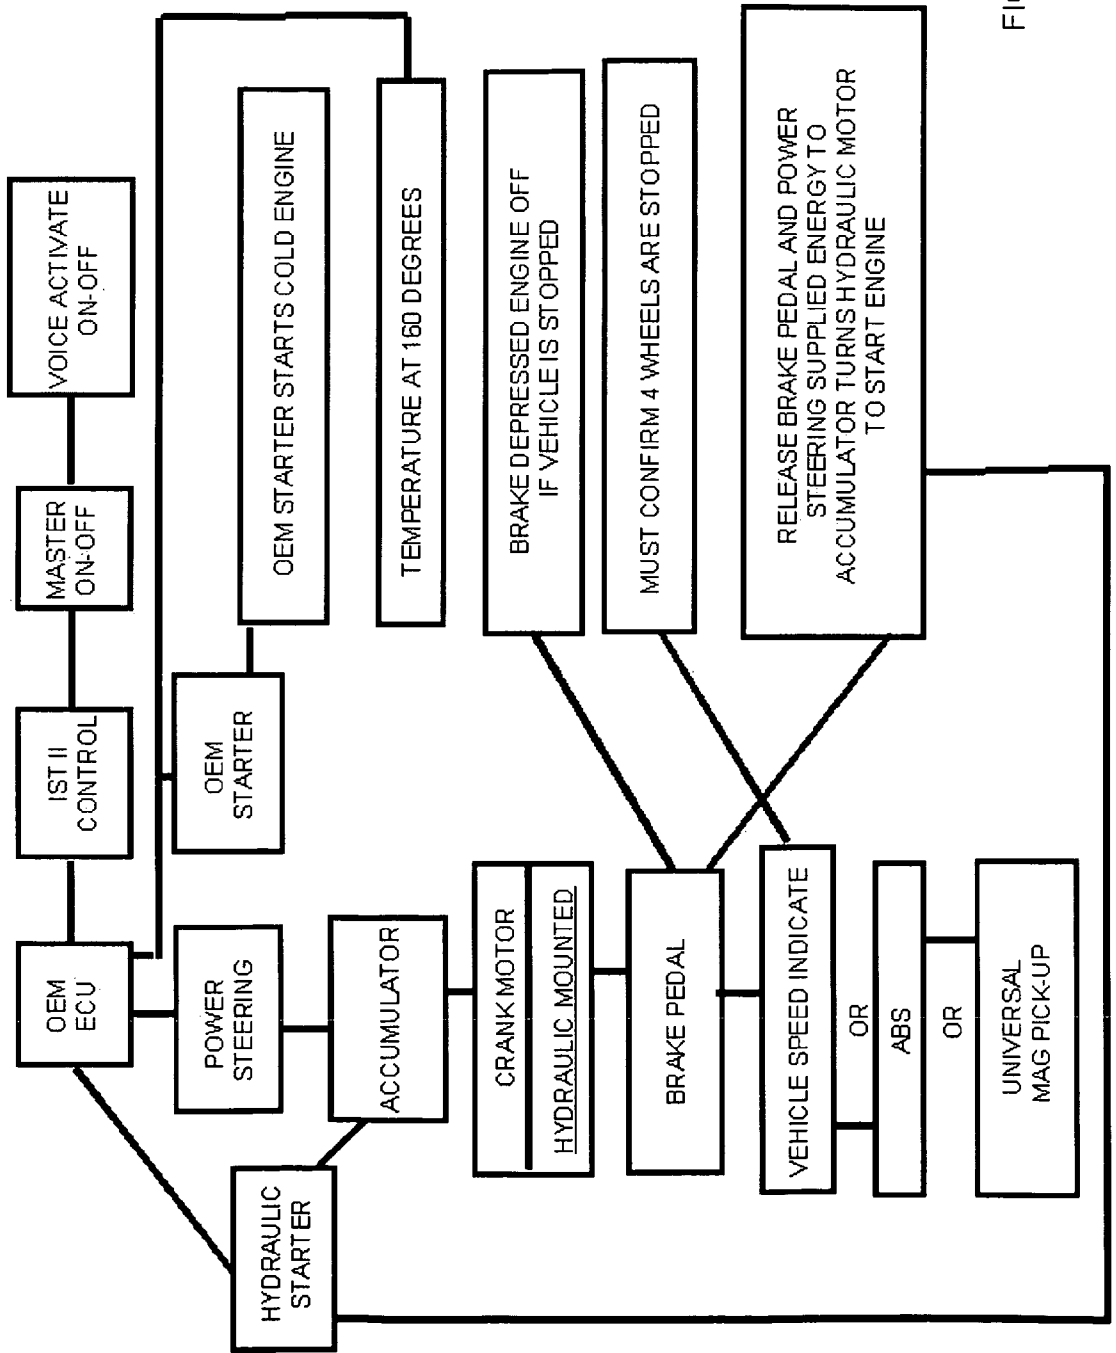 VOICE ACTIVATE
ON-OFF
MASTER
ON-OFF
IST II
CONTROL
OEM
ECU
OEM STARTER STARTS COLD ENGINE
OEM
STARTER
POWER
STEERING
HYDRAULIC
STARTER
TEMPERATURE AT 160 DEGREES
ACCUMULATOR
BRAKE DEPRESSED ENGINE OFF
IF VEHICLE IS STOPPED
CRANK MOTOR
HYDRAULIC MOUNTED
MUST CONFIRM 4 WHEELS ARE STOPPED
BRAKE PEDAL
RELEASE BRAKE PEDAL AND POWER
STEERING SUPPLIED ENERGY TO
ACCUMULATOR TURNS HYDRAULIC MOTOR
TO START ENGINE
VEHICLE SPEED INDICATE
OR
ABS
OR
UNIVERSAL
MAG PICK-UP